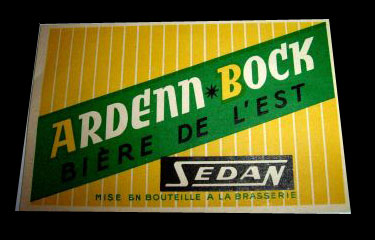 ARDENN * BOCK
BIÈRE DE L'EST
SEDAN
MISE EN BOUTEILLE A LA BRASSERIE